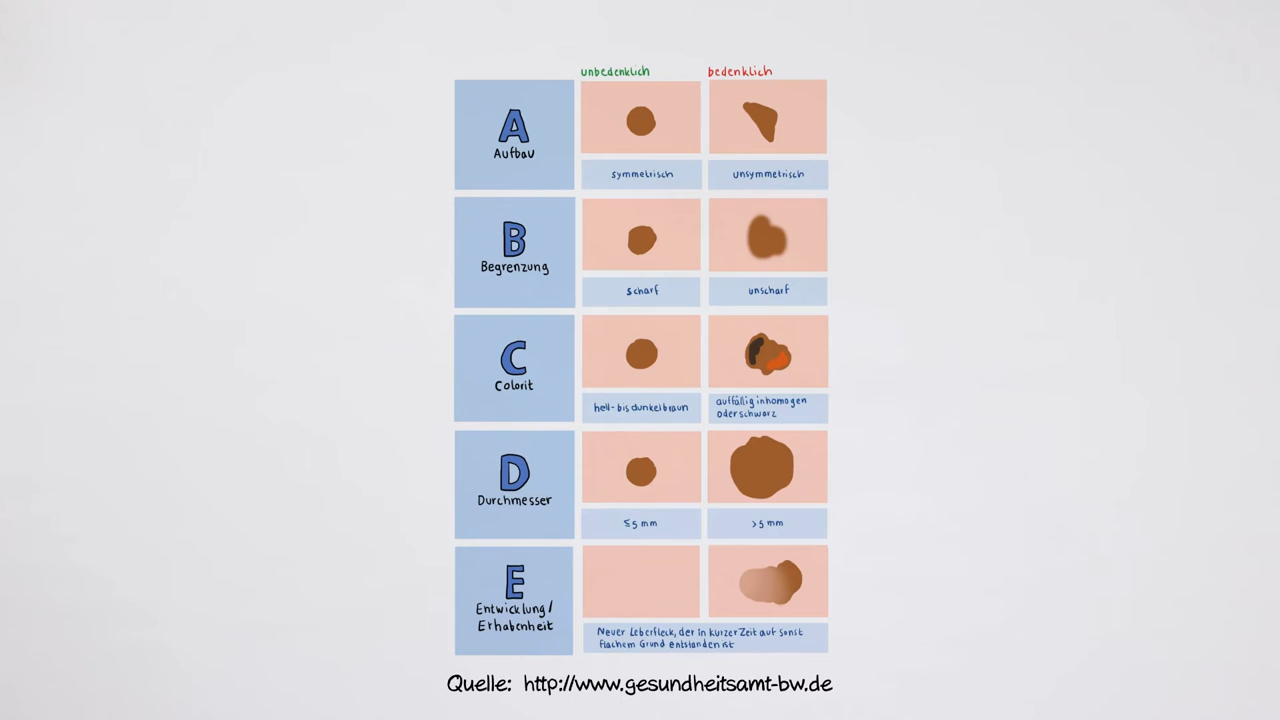 unbedenklich bedenklich
A
Aufbau
symmetrisch unsymmetrisch
B
Begrenzung
scharf unscharf
C
Colorit
hell- bis dunkelbraun
auffällig inhomogen
oder schwarz
D
Durchmesser
≤5 mm >5 mm
E
Entwicklung/
Erhabenheit
Neuer Leberfleck, der in kurzer Zeit auf sonst
flachem Grund entstanden ist
Quelle: http://www.gesundheitsamt-bw.de